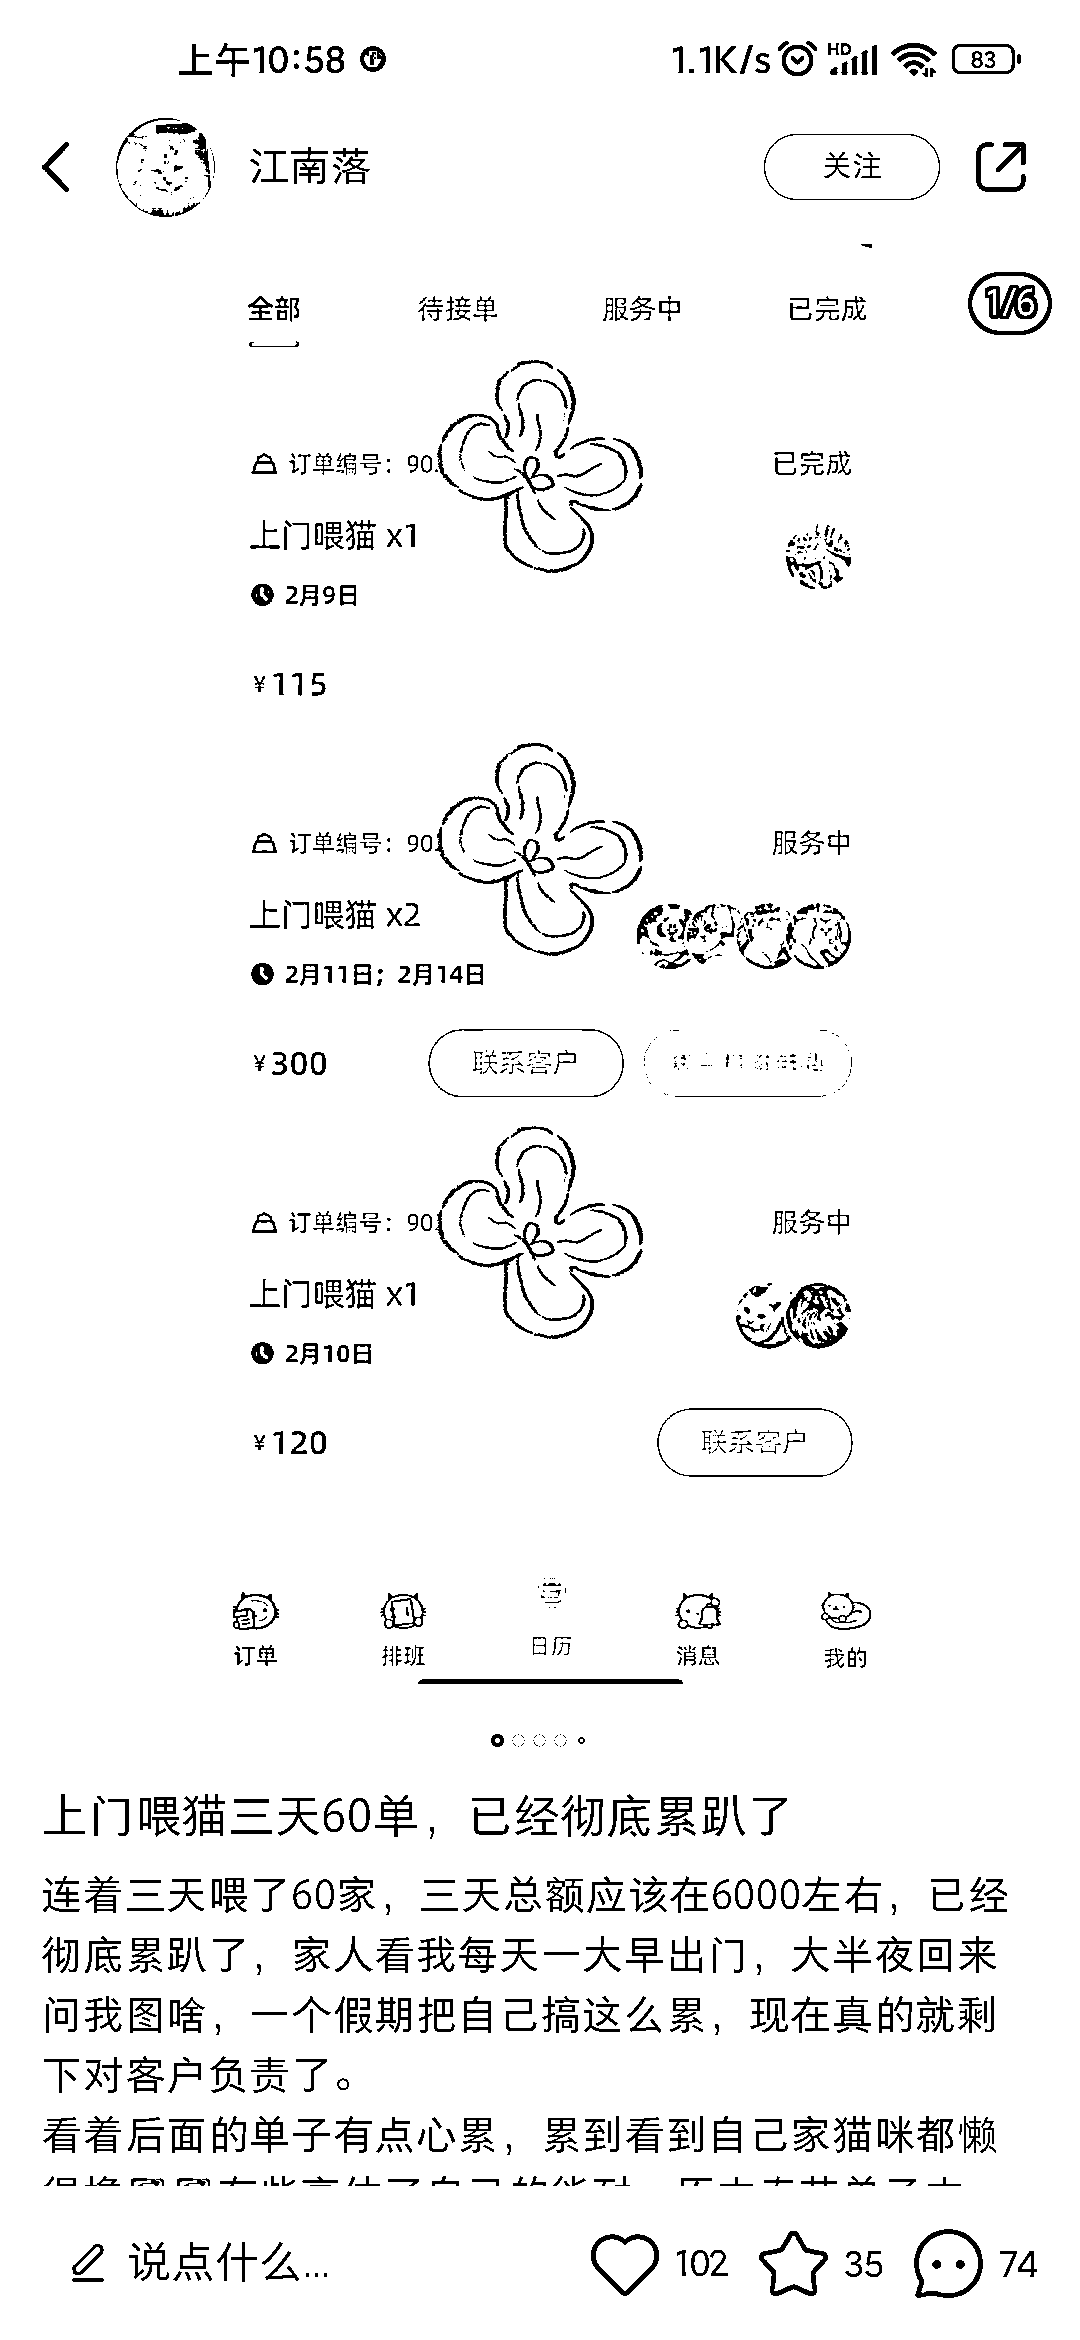 上午10:58
1.1K/s HD 83
江南落
关注
1/6
全部 待接单 服务中 已完成
订单编号：90 已完成
上门喂猫 x1
2月9日
¥115
订单编号：90 服务中
上门喂猫 x2
2月11日；2月14日
¥300 联系客户
订单编号：90 服务中
上门喂猫 x1
2月10日
¥120 联系客户
订单 排班 日历 消息 我的
上门喂猫三天60单，已经彻底累趴了
连着三天喂了60家，三天总额应该在6000左右，已经
彻底累趴了，家人看我每天一大早出门，大半夜回来
问我图啥，一个假期把自己搞这么累，现在真的就剩
下对客户负责了。
看着后面的单子有点心累，累到看到自己家猫咪都懒
说点什么... 102 35 74